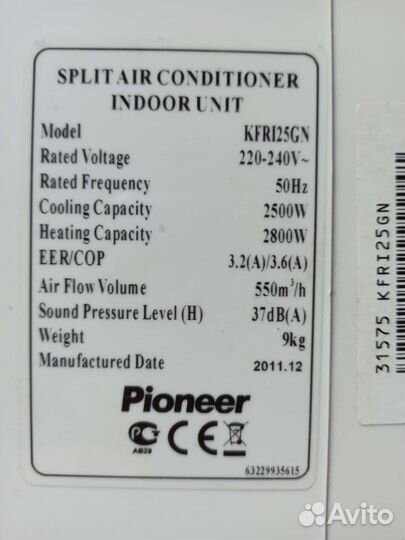 SPLIT AIR CONDITIONER
INDOOR UNIT
Model KFRI25GN
Rated Voltage 220-240V~
Rated Frequency 50Hz
Cooling Capacity 2500W
Heating Capacity 2800W
EER/COP 3.2(A)/3.6(A)
Air Flow Volume 550m³/h
Sound Pressure Level (H) 37dB(A)
Weight 9kg
Manufactured Date 2011.12
Pioneer
АВ29
63229935615
31575 KFRI25GN
Avito